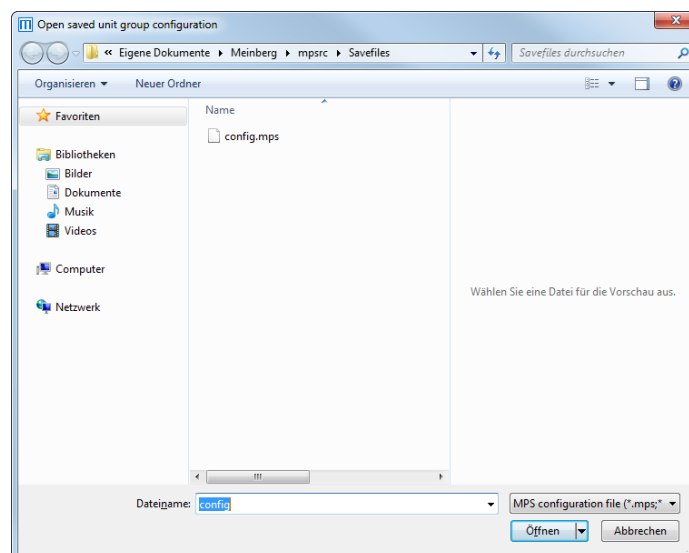 Open saved unit group configuration
« Eigene Dokumente Meinberg mpsrc Savefiles
Savefiles durchsuchen
Organisieren Neuer Ordner
Favoriten
Bibliotheken
Bilder
Dokumente
Musik
Videos
Computer
Netzwerk
Name
config.mps
Wählen Sie eine Datei für die Vorschau aus.
Dateiname: config
MPS configuration file (*.mps;*
Öffnen Abbrechen